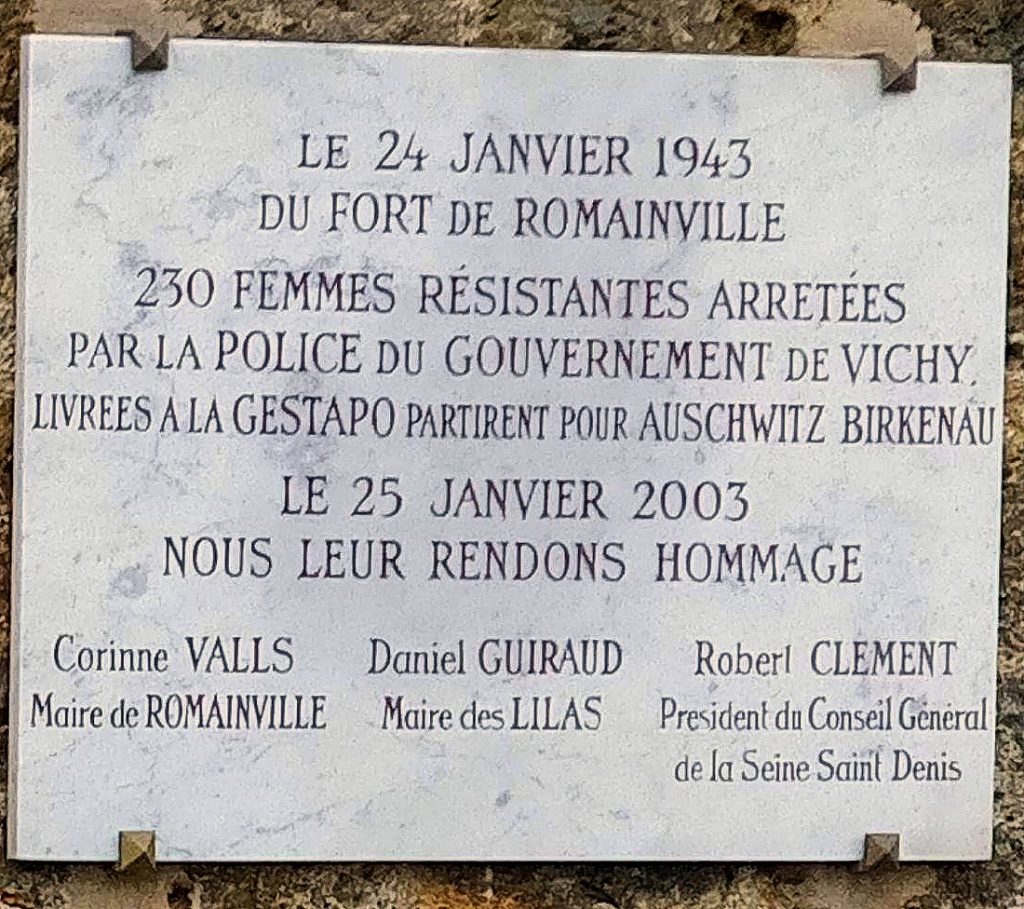 LE 24 JANVIER 1943
DU FORT DE ROMAINVILLE
230 FEMMES RÉSISTANTES ARRETÉES
PAR LA POLICE DU GOUVERNEMENT DE VICHY.
LIVREES A LA GESTAPO PARTIRENT POUR AUSCHWITZ BIRKENAU
LE 25 JANVIER 2003
NOUS LEUR RENDONS HOMMAGE
Corinne VALLS Daniel GUIRAUD Robert CLEMENT
Maire de ROMAINVILLE Maire des LILAS Président du Conseil Général
de la Seine Saint Denis